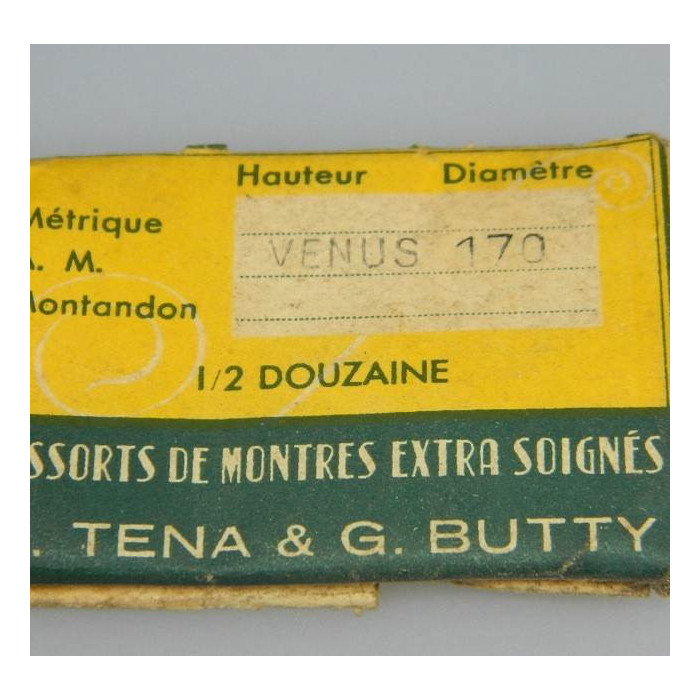 Hauteur Diamètre
Métrique
VENUS 170
. M.
Montandon
1/2 DOUZAINE
SSORTS DE MONTRES EXTRA SOIGNÉS
. TENA & G. BUTTY